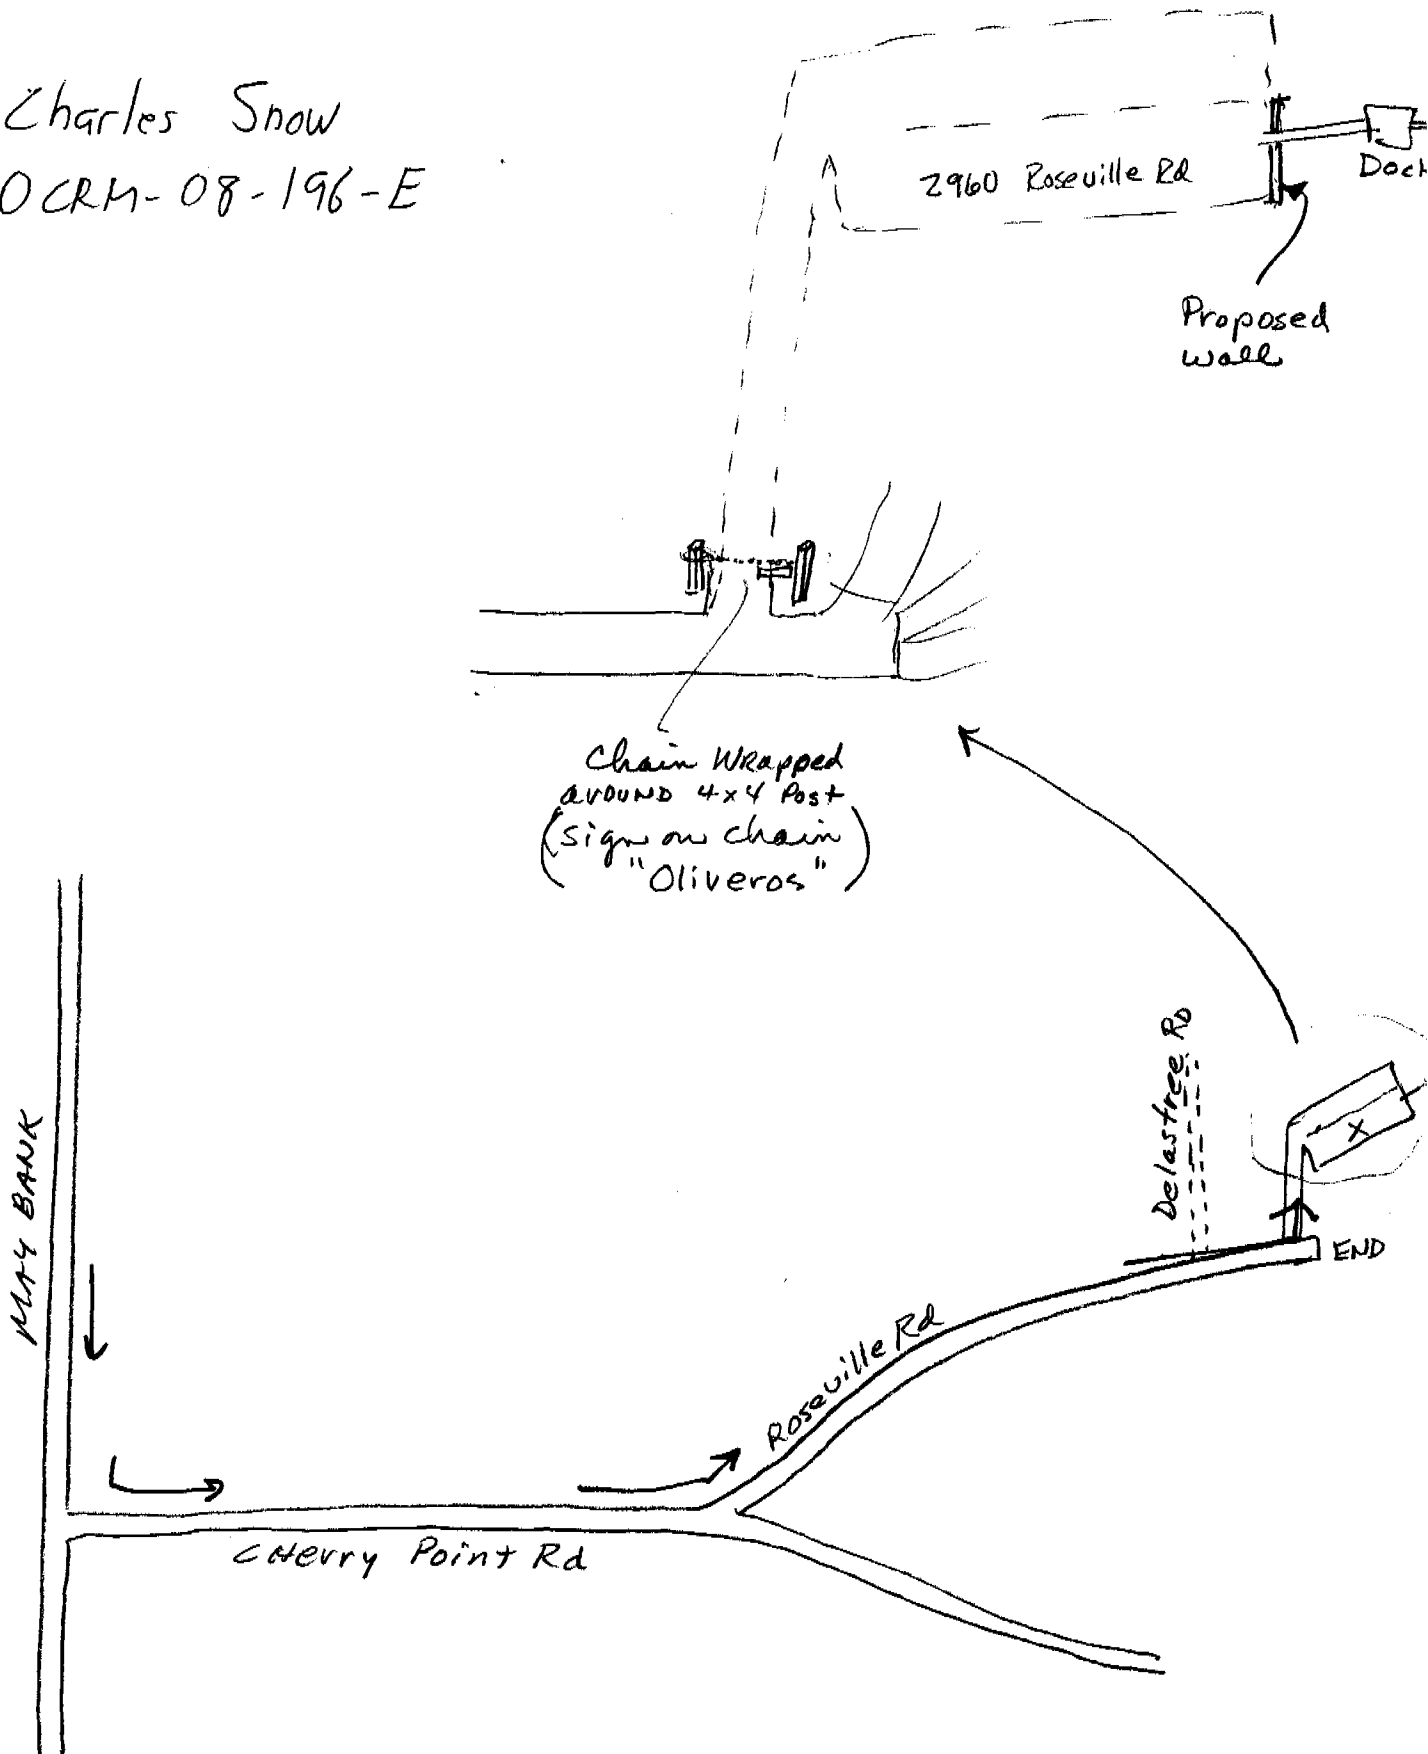 Charles Snow
OCRM-08-196-E
2960 Roseville Rd
Dock
Proposed
wall
Chain Wrapped
around 4x4 Post
(sign on chain
"Oliveros")
Delastree RD
MAY BANK
END
Roseville Rd
Cherry Point Rd
X